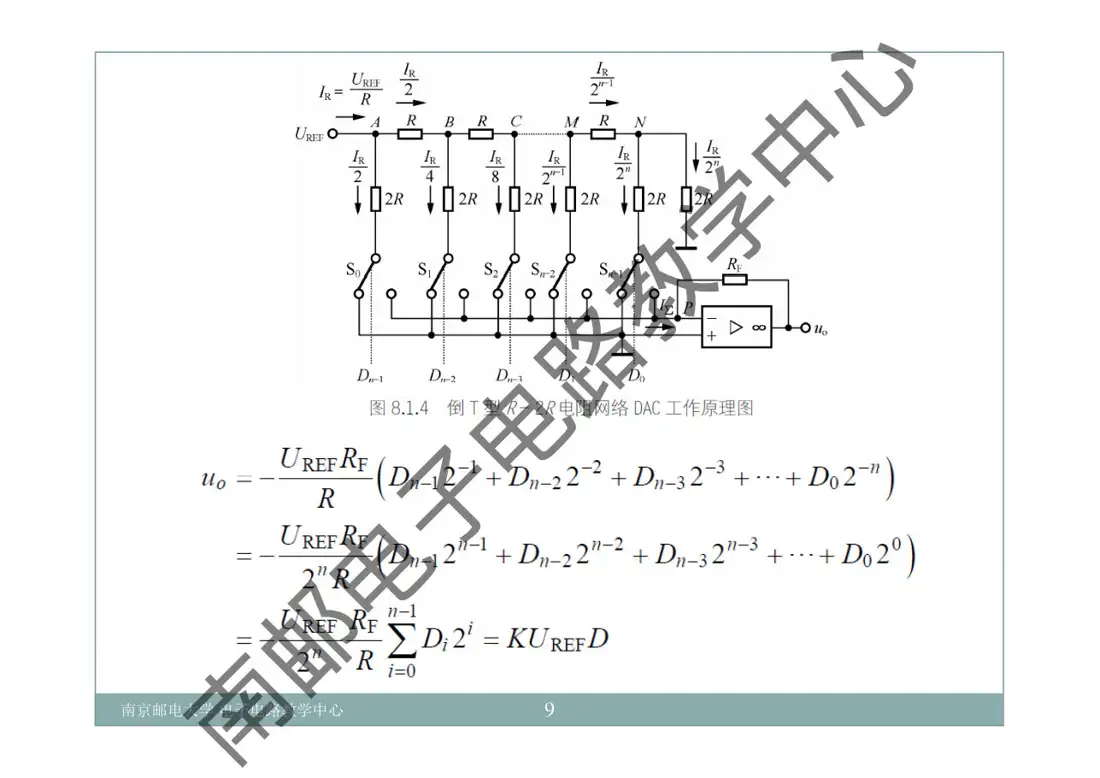 I_R = U_REF/R   I_R/2   I_R/2^{n-1}
U_REF   A   R   B   R   C   M   R   N
I_R/2   I_R/4   I_R/8   I_R/2^{n-1}   I_R/2^n   I_R/2^n
2R   2R   2R   2R   2R   2R
S_0   S_1   S_2   S_{n-2}   S_{n-1}   R_F
I_Σ   P   −   +   ▷   ∞   u_o
D_{n-1}   D_{n-2}   D_{n-3}   D_1   D_0
图 8.1.4 倒 T 型 R－2R 电阻网络 DAC 工作原理图
u_o = −U_REF R_F/R (D_{n−1}2^{−1} + D_{n−2}2^{−2} + D_{n−3}2^{−3} + ⋯ + D_0 2^{−n})
= −U_REF R_F/2^n R (D_{n−1}2^{n−1} + D_{n−2}2^{n−2} + D_{n−3}2^{n−3} + ⋯ + D_0 2^0)
= −U_REF/2^n R_F/R ∑_{i=0}^{n−1} D_i 2^i = KU_REF D
南京邮电大学 电子电路教学中心 9
南邮电子电路教学中心